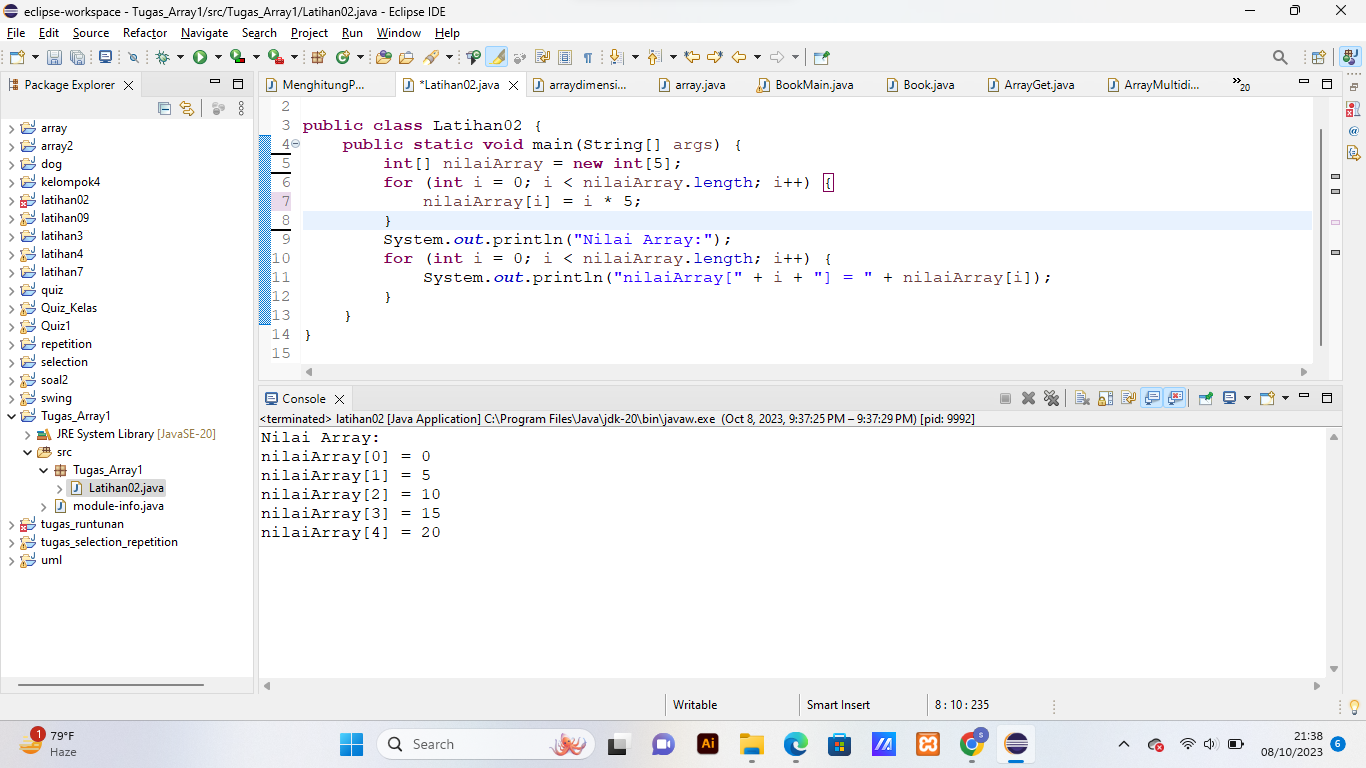 eclipse-workspace - Tugas_Array1/src/Tugas_Array1/Latihan02.java - Eclipse IDE
File Edit Source Refactor Navigate Search Project Run Window Help
Package Explorer
MenghitungP... *Latihan02.java arraydimensi... array.java BookMain.java Book.java ArrayGet.java ArrayMultidi... »20
array
array2
dog
kelompok4
latihan02
latihan09
latihan3
latihan4
latihan7
quiz
Quiz_Kelas
Quiz1
repetition
selection
soal2
swing
Tugas_Array1
JRE System Library [JavaSE-20]
src
Tugas_Array1
Latihan02.java
module-info.java
tugas_runtunan
tugas_selection_repetition
uml
2
3 public class Latihan02 {
4     public static void main(String[] args) {
5         int[] nilaiArray = new int[5];
6         for (int i = 0; i < nilaiArray.length; i++) {
7             nilaiArray[i] = i * 5;
8         }
9         System.out.println("Nilai Array:");
10         for (int i = 0; i < nilaiArray.length; i++) {
11             System.out.println("nilaiArray[" + i + "] = " + nilaiArray[i]);
12         }
13     }
14 }
15
Console
<terminated> latihan02 [Java Application] C:\Program Files\Java\jdk-20\bin\javaw.exe (Oct 8, 2023, 9:37:25 PM – 9:37:29 PM) [pid: 9992]
Nilai Array:
nilaiArray[0] = 0
nilaiArray[1] = 5
nilaiArray[2] = 10
nilaiArray[3] = 15
nilaiArray[4] = 20
Writable Smart Insert 8 : 10 : 235
1
79°F
Haze
Search
Ai
S
21:38
08/10/2023
6